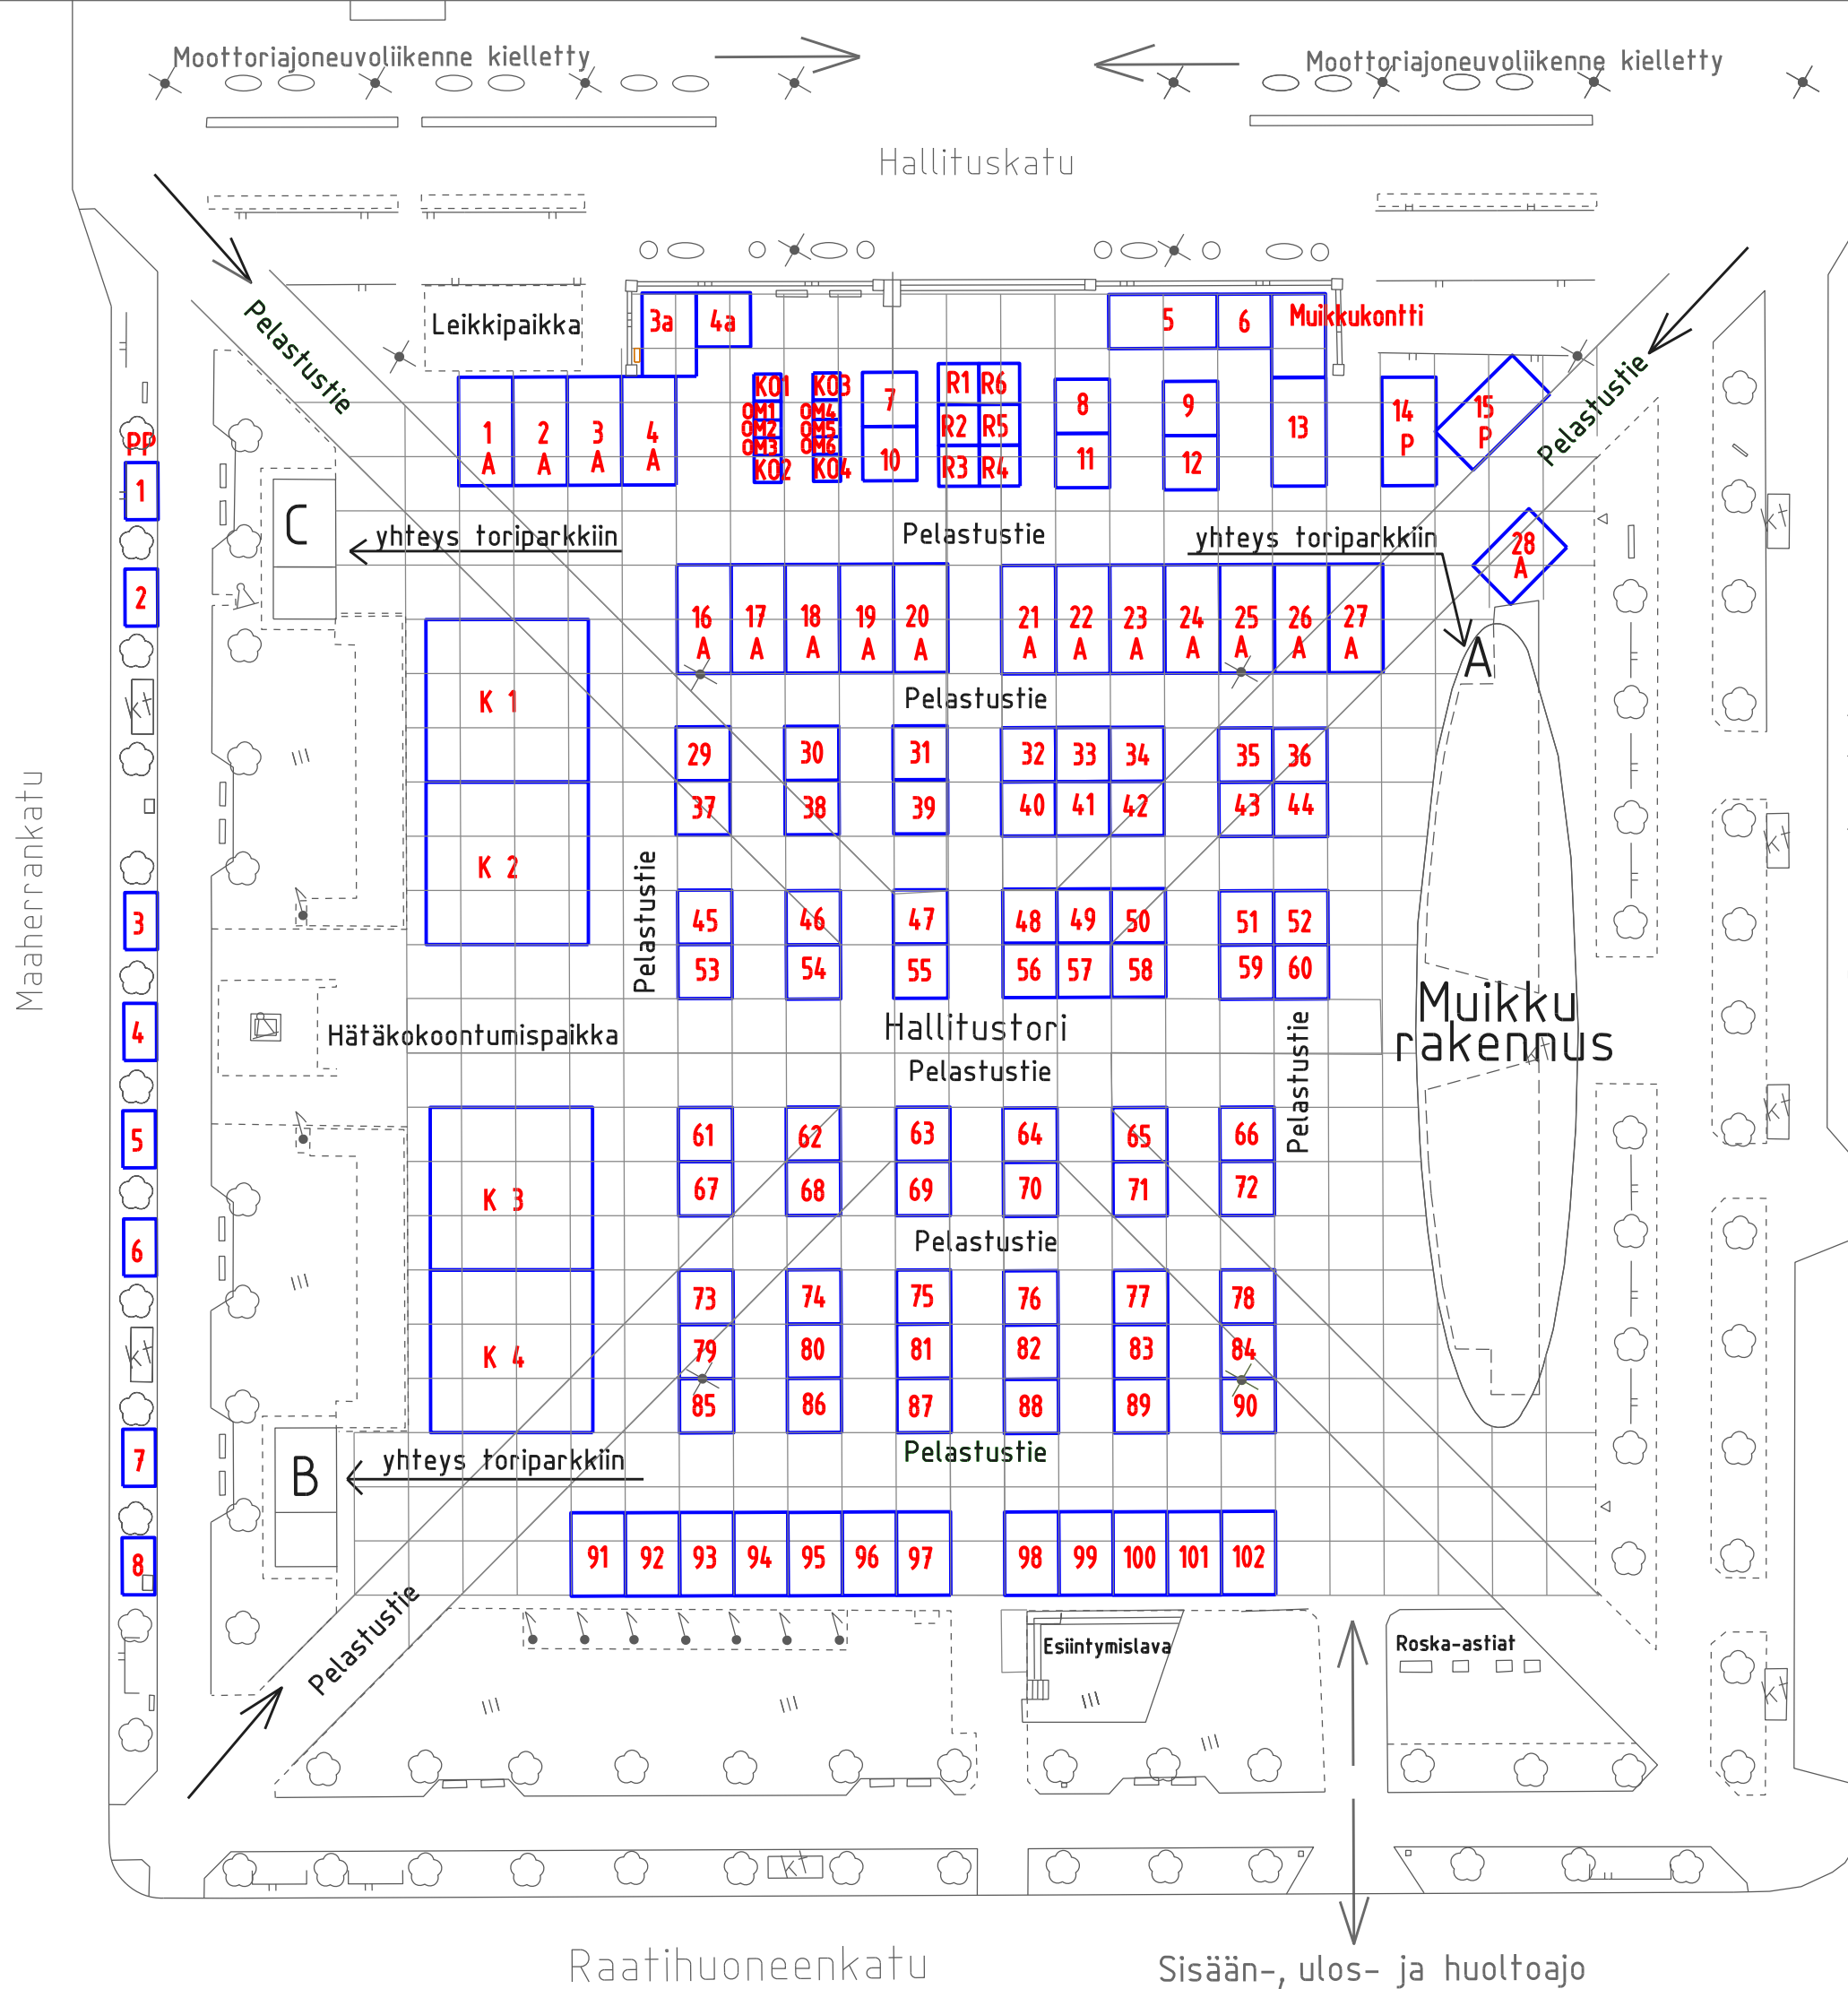 Moottoriajoneuvoliikenne kielletty
Moottoriajoneuvoliikenne kielletty
Hallituskatu
Pelastustie
Leikkipaikka
3a 4a
5 6 Muikkukontti
Pelastustie
1 A
2 A
3 A
4 A
KO1
OM1
OM2
OM3
KO2
KO3
OM4
OM5
OM6
KO4
7
10
R1 R6
R2 R5
R3 R4
8
11
9
12
13
14 P
15 P
PP
1
2
3
4
5
6
7
8
kt
kt
Maaherrankatu
C
yhteys toriparkkiin
Pelastustie
yhteys toriparkkiin
28 A
16 A
17 A
18 A
19 A
20 A
21 A
22 A
23 A
24 A
25 A
26 A
27 A
A
K 1
K 2
Pelastustie
29 30 31 32 33 34 35 36
37 38 39 40 41 42 43 44
Pelastustie
45 46 47 48 49 50 51 52
53 54 55 56 57 58 59 60
Muikku
rakennus
Hätäkokoontumispaikka
Hallitustori
Pelastustie
Pelastustie
K 3
K 4
61 62 63 64 65 66
67 68 69 70 71 72
Pelastustie
73 74 75 76 77 78
79 80 81 82 83 84
85 86 87 88 89 90
Pelastustie
B
yhteys toriparkkiin
91 92 93 94 95 96 97 98 99 100 101 102
Pelastustie
Esiintymislava
Roska-astiat
kt
kt
kt
kt
kt
kt
Raatihuoneenkatu
Sisään-, ulos- ja huoltoajo